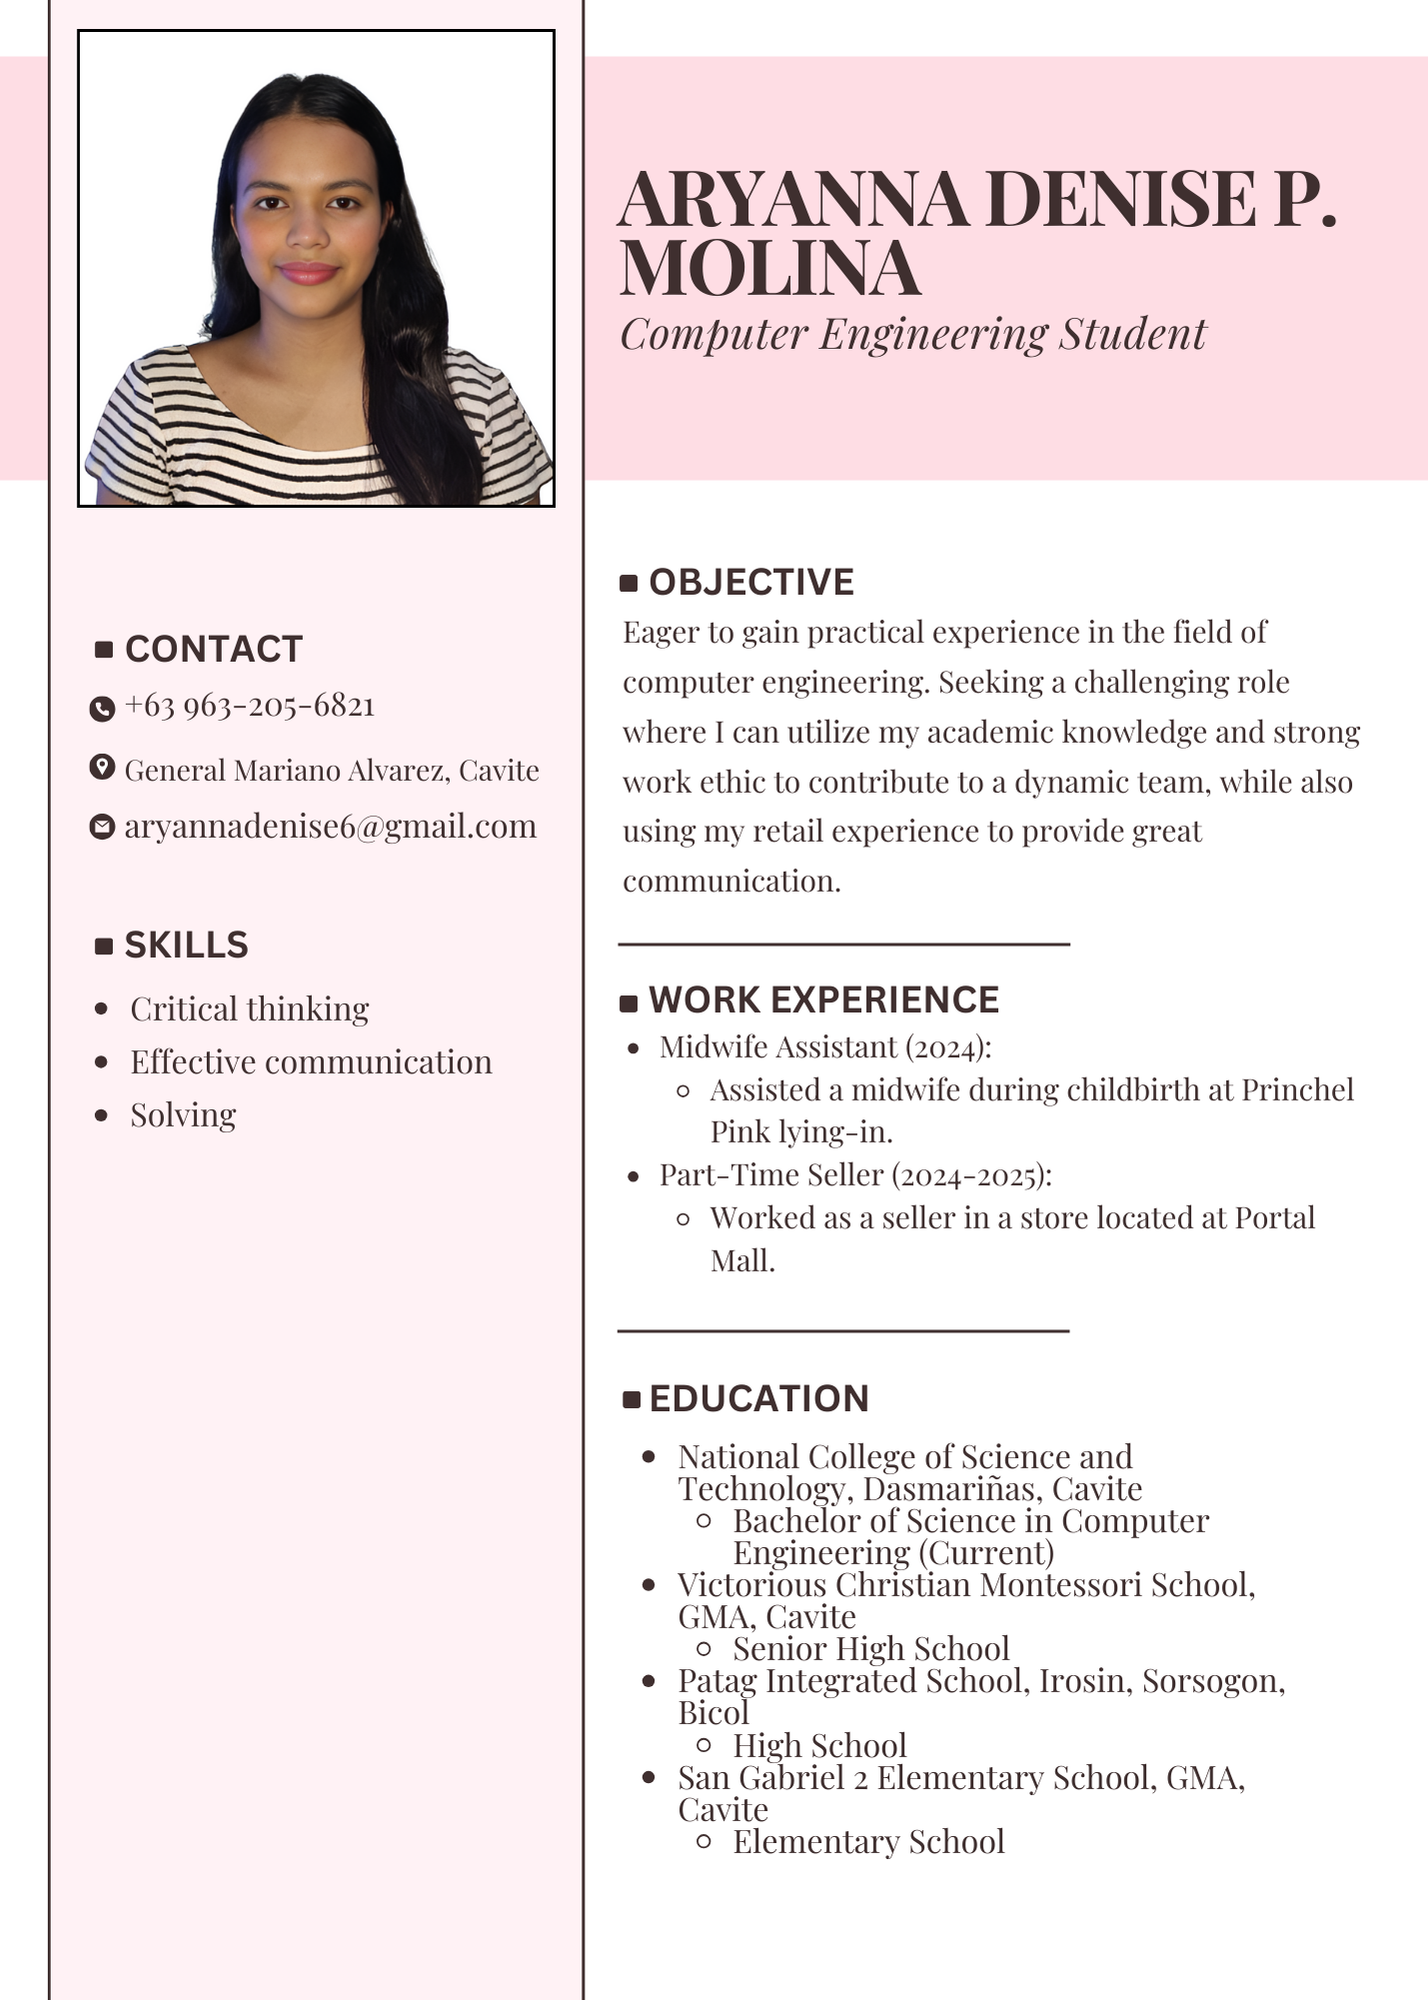 ARYANNA DENISE P.
MOLINA
Computer Engineering Student
CONTACT
+63 963-205-6821
General Mariano Alvarez, Cavite
aryannadenise6@gmail.com
SKILLS
• Critical thinking
• Effective communication
• Solving
OBJECTIVE
Eager to gain practical experience in the field of
computer engineering. Seeking a challenging role
where I can utilize my academic knowledge and strong
work ethic to contribute to a dynamic team, while also
using my retail experience to provide great
communication.
WORK EXPERIENCE
• Midwife Assistant (2024):
○ Assisted a midwife during childbirth at Princhel
Pink lying-in.
• Part-Time Seller (2024-2025):
○ Worked as a seller in a store located at Portal
Mall.
EDUCATION
• National College of Science and
Technology, Dasmariñas, Cavite
○ Bachelor of Science in Computer
Engineering (Current)
• Victorious Christian Montessori School,
GMA, Cavite
○ Senior High School
• Patag Integrated School, Irosin, Sorsogon,
Bicol
○ High School
• San Gabriel 2 Elementary School, GMA,
Cavite
○ Elementary School